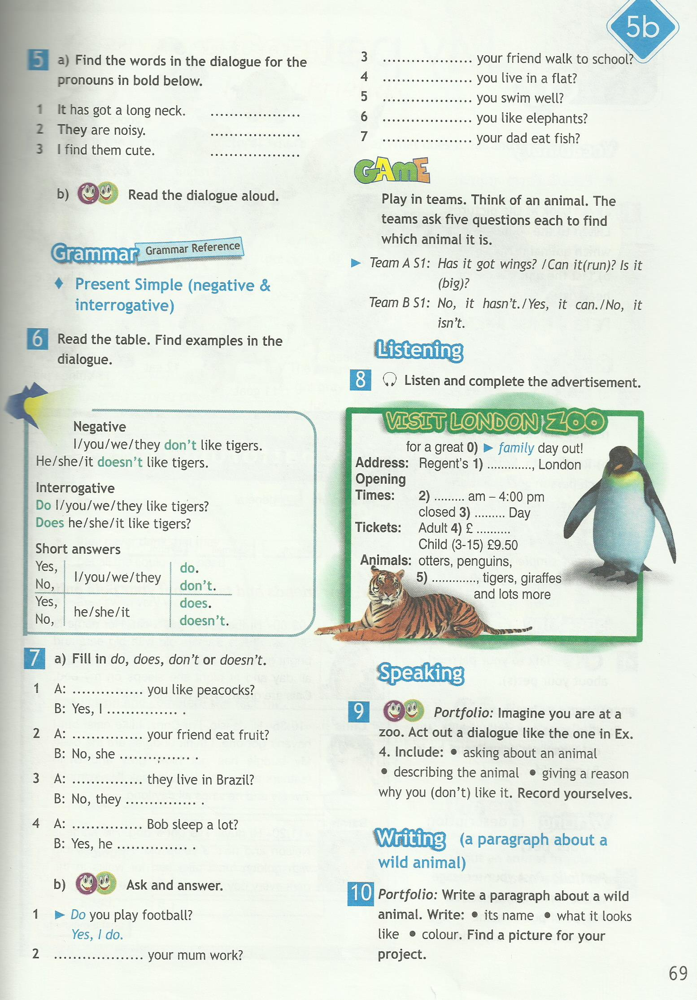 5b
5 a) Find the words in the dialogue for the
pronouns in bold below.
1 It has got a long neck. ....................
2 They are noisy. ....................
3 I find them cute. ....................
b) Read the dialogue aloud.
Grammar Grammar Reference
♦ Present Simple (negative &
interrogative)
6 Read the table. Find examples in the
dialogue.
Negative
I/you/we/they don't like tigers.
He/she/it doesn't like tigers.
Interrogative
Do I/you/we/they like tigers?
Does he/she/it like tigers?
Short answers
Yes, I/you/we/they do.
No, don't.
Yes, he/she/it does.
No, doesn't.
7 a) Fill in do, does, don't or doesn't.
1 A: ................ you like peacocks?
B: Yes, I ................ .
2 A: ................ your friend eat fruit?
B: No, she ................ .
3 A: ................ they live in Brazil?
B: No, they ................ .
4 A: ................ Bob sleep a lot?
B: Yes, he ................ .
b) Ask and answer.
1 ► Do you play football?
Yes, I do.
2 .................... your mum work?
3 .................... your friend walk to school?
4 .................... you live in a flat?
5 .................... you swim well?
6 .................... you like elephants?
7 .................... your dad eat fish?
GAmE
Play in teams. Think of an animal. The
teams ask five questions each to find
which animal it is.
► Team A S1: Has it got wings? /Can it(run)? Is it
(big)?
Team B S1: No, it hasn't./Yes, it can./No, it
isn't.
Listening
8 Listen and complete the advertisement.
VISIT LONDON ZOO
for a great 0) ► family day out!
Address: Regent's 1) ............., London
Opening
Times: 2) ......... am – 4:00 pm
closed 3) ......... Day
Tickets: Adult 4) £ ..........
Child (3-15) £9.50
Animals: otters, penguins,
5) ............., tigers, giraffes
and lots more
Speaking
9 Portfolio: Imagine you are at a
zoo. Act out a dialogue like the one in Ex.
4. Include: • asking about an animal
• describing the animal • giving a reason
why you (don't) like it. Record yourselves.
Writing (a paragraph about a
wild animal)
10 Portfolio: Write a paragraph about a wild
animal. Write: • its name • what it looks
like • colour. Find a picture for your
project.
69